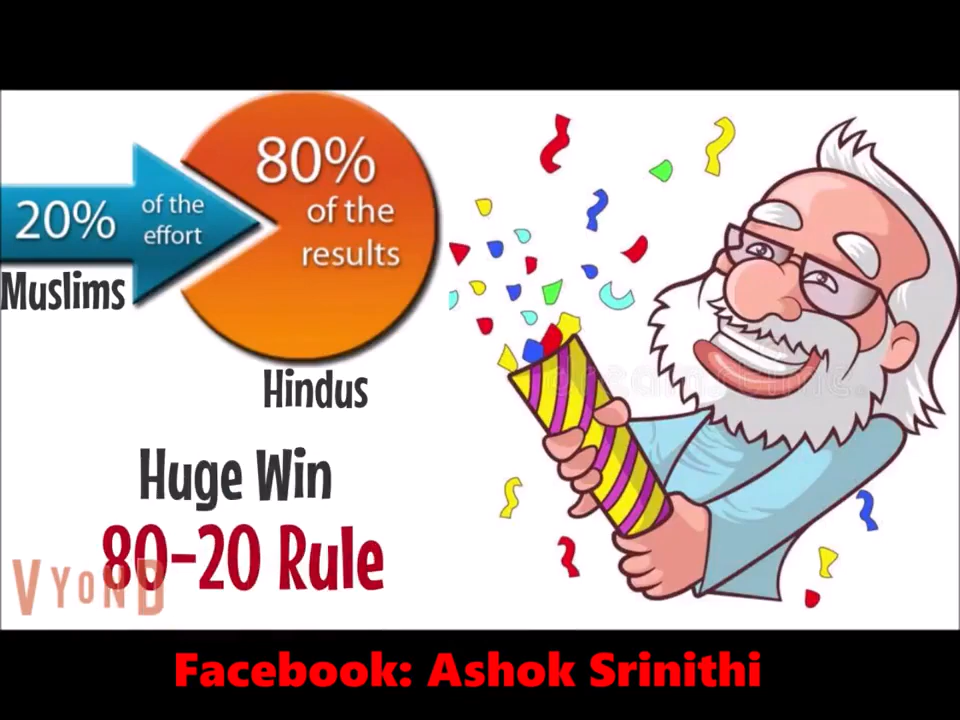 20%
of the
effort
80%
of the
results
Muslims
Hindus
Huge Win
80-20 Rule
VYOND
Facebook: Ashok Srinithi